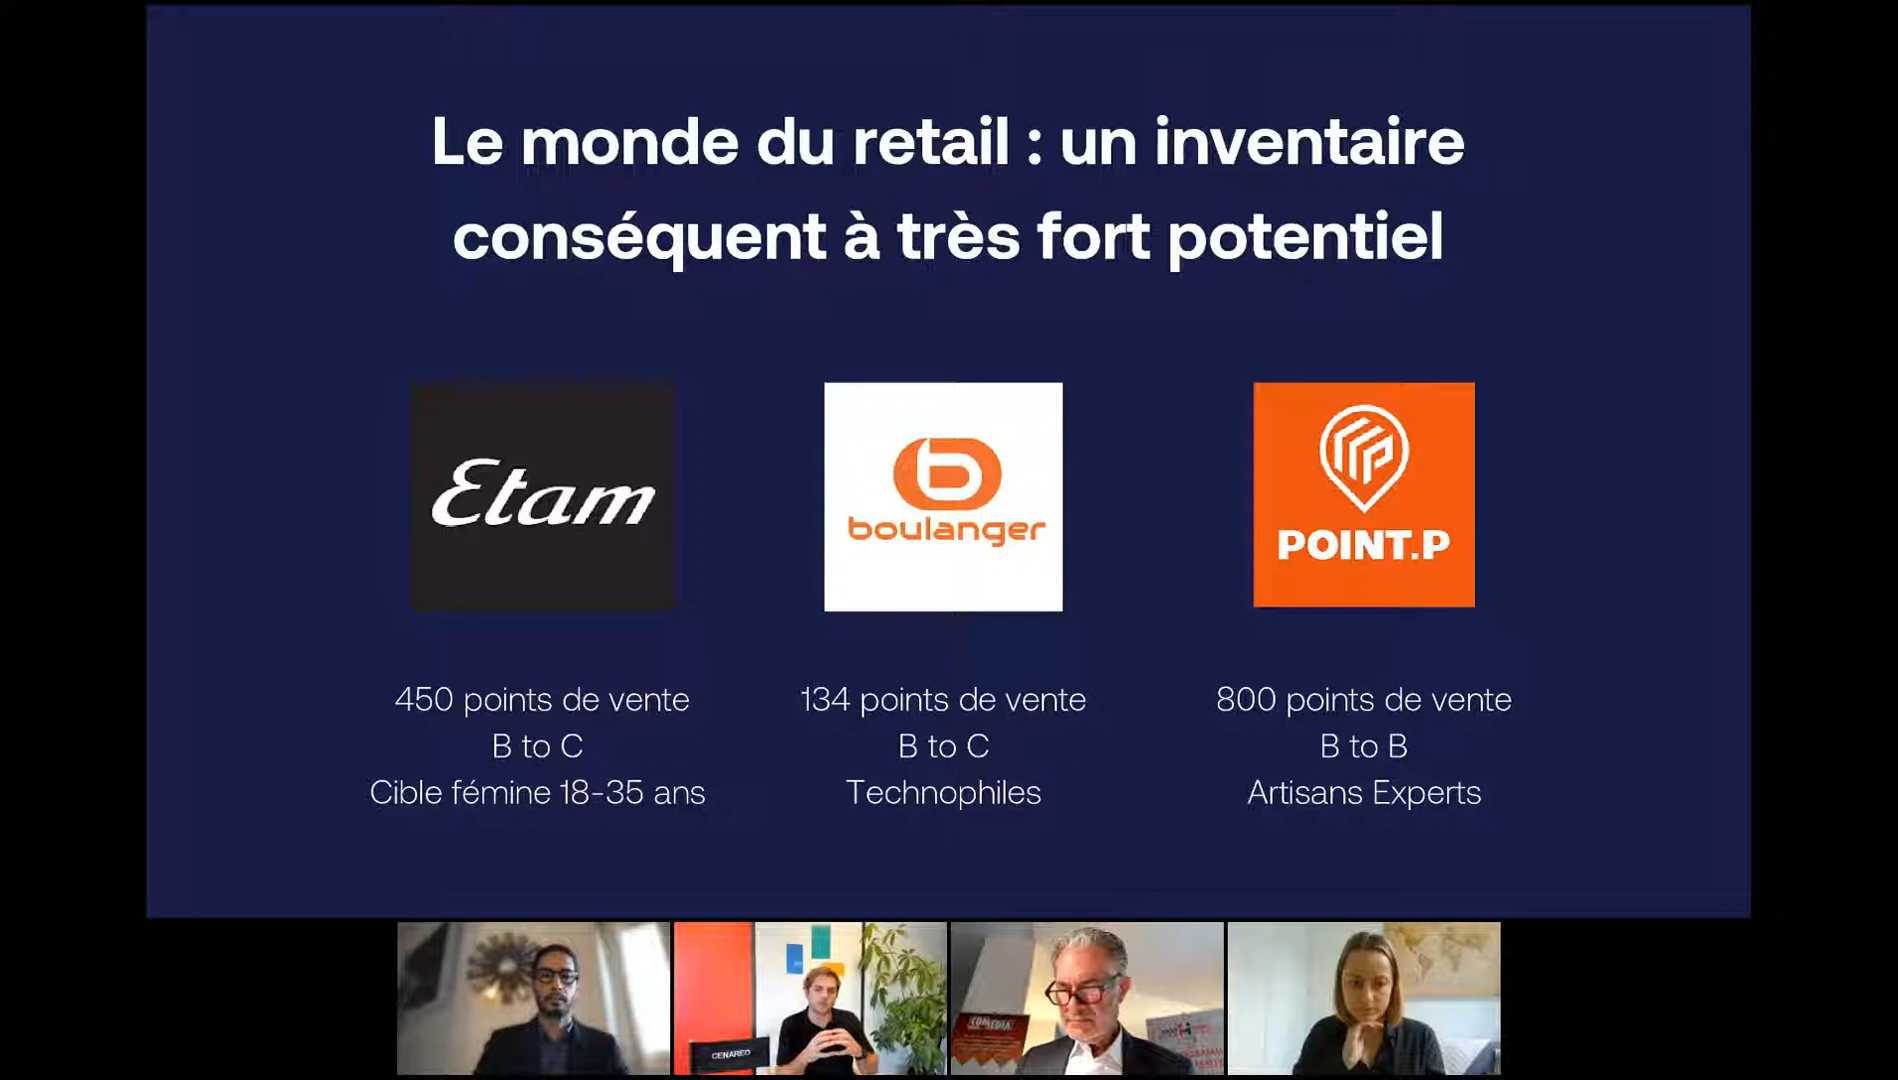 Le monde du retail : un inventaire
conséquent à très fort potentiel
Etam
boulanger
POINT.P
450 points de vente
B to C
Cible fémine 18-35 ans
134 points de vente
B to C
Technophiles
800 points de vente
B to B
Artisans Experts
CENAREO
COMEDIA